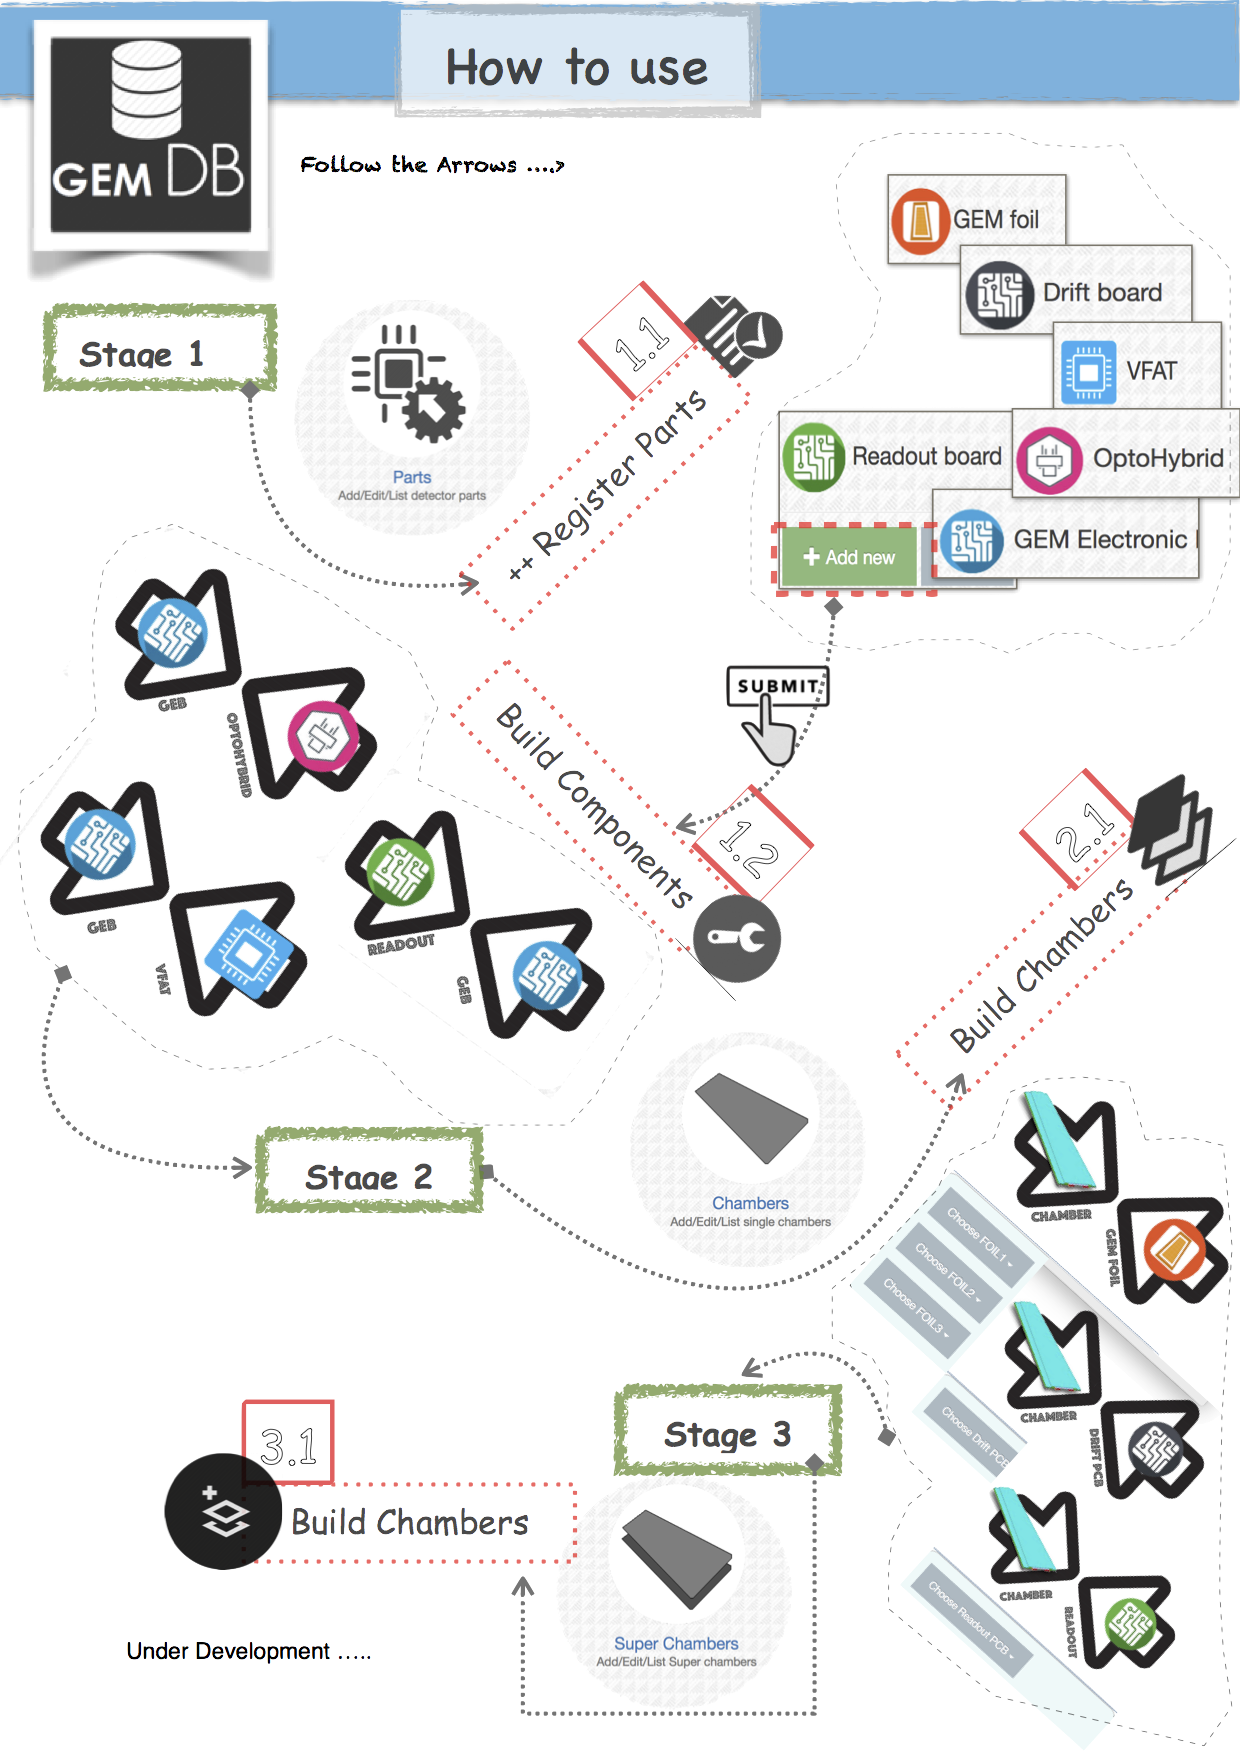 How to use
GEM DB
Follow the Arrows ....>
GEM foil
Drift board
VFAT
Readout board
OptoHybrid
GEM Electronic
+ Add new
Stage 1
Parts
Add/Edit/List detector parts
1.1
++ Register Parts
SUBMIT
Build Components
1.2
GEB
OPTOHYBRID
GEB
VFAT
READOUT
GEB
2.1
Build Chambers
Stage 2
Chambers
Add/Edit/List single chambers
CHAMBER
GEM FOIL
Choose FOIL1
Choose FOIL2
Choose FOIL3
CHAMBER
DRIFT PCB
Choose Drift PCB
CHAMBER
READOUT
Choose Readout PCB
Stage 3
3.1
Build Chambers
Super Chambers
Add/Edit/List Super chambers
Under Development .....